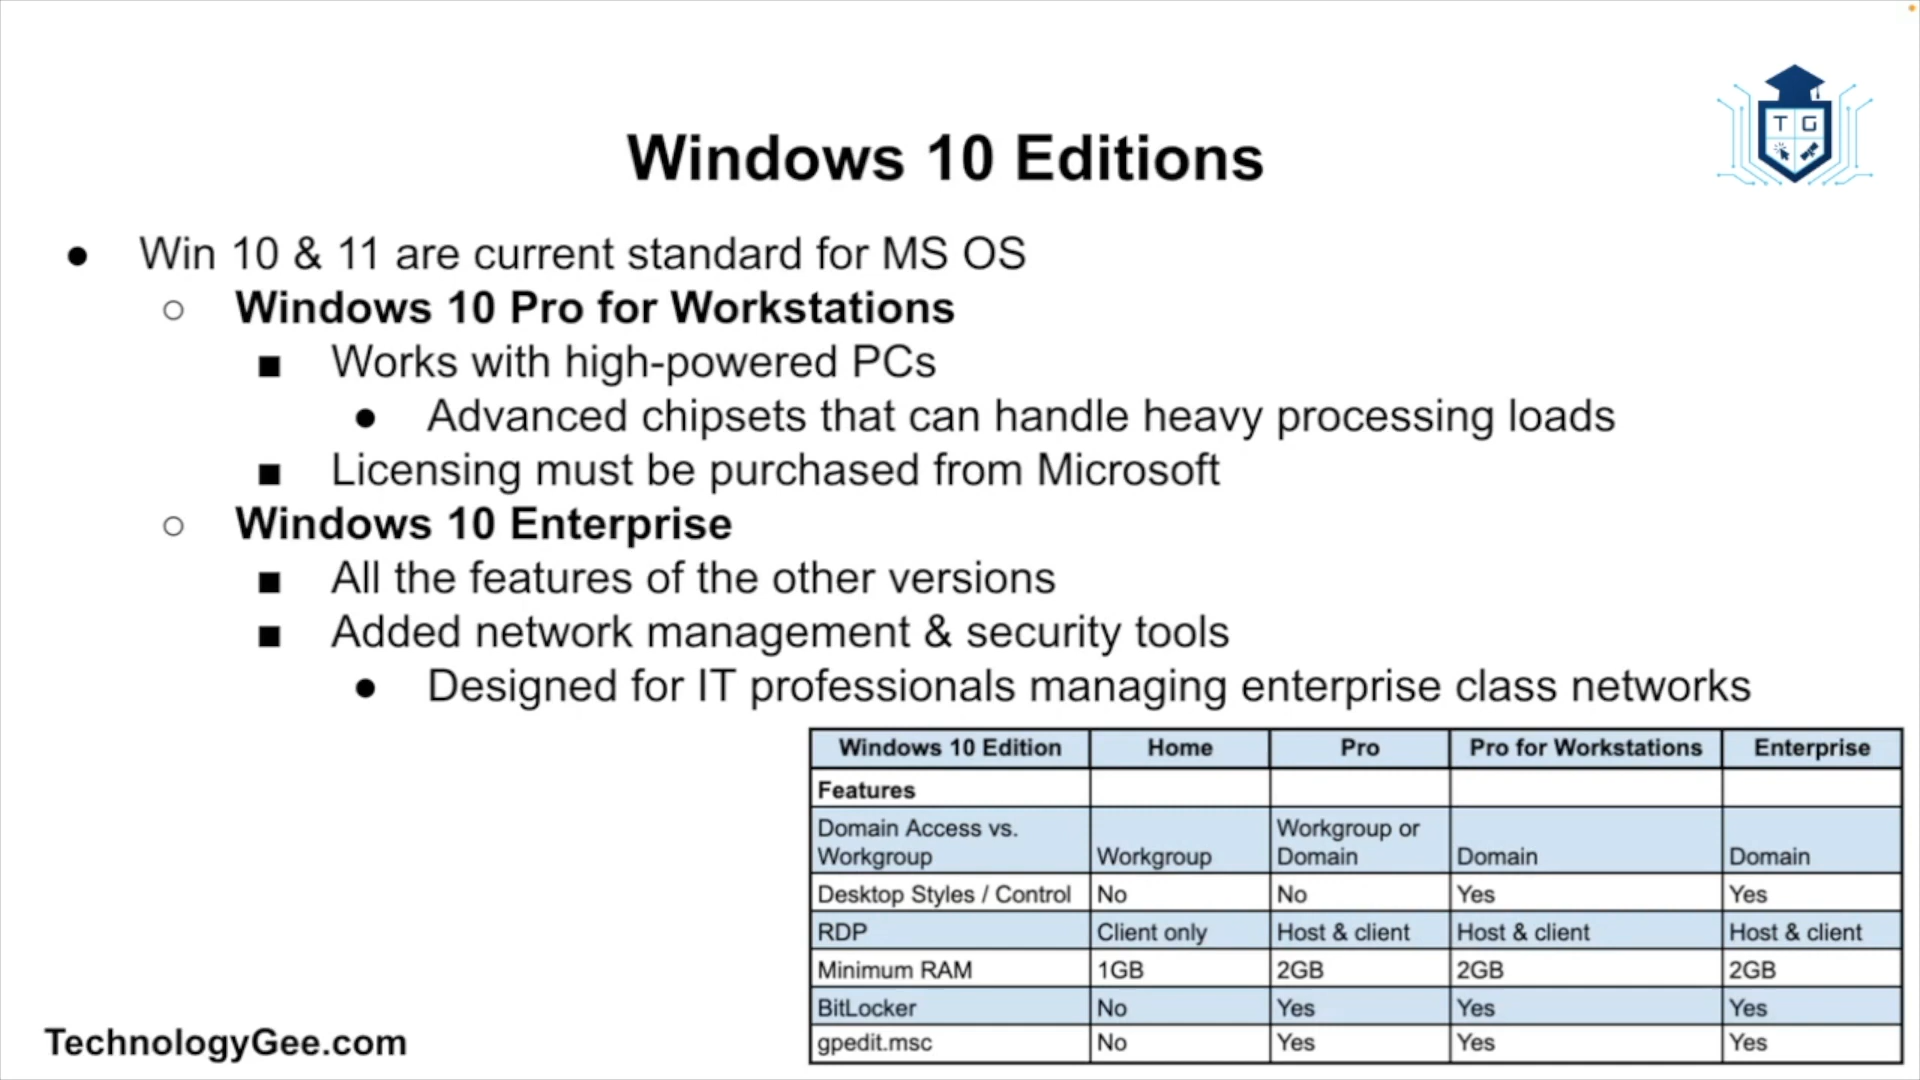 T G
Windows 10 Editions
● Win 10 & 11 are current standard for MS OS
○ Windows 10 Pro for Workstations
■ Works with high-powered PCs
● Advanced chipsets that can handle heavy processing loads
■ Licensing must be purchased from Microsoft
○ Windows 10 Enterprise
■ All the features of the other versions
■ Added network management & security tools
● Designed for IT professionals managing enterprise class networks
Windows 10 Edition Home Pro Pro for Workstations Enterprise
Features
Domain Access vs. Workgroup or
Workgroup Workgroup Domain Domain Domain
Desktop Styles / Control No No Yes Yes
RDP Client only Host & client Host & client Host & client
Minimum RAM 1GB 2GB 2GB 2GB
BitLocker No Yes Yes Yes
gpedit.msc No Yes Yes Yes
TechnologyGee.com